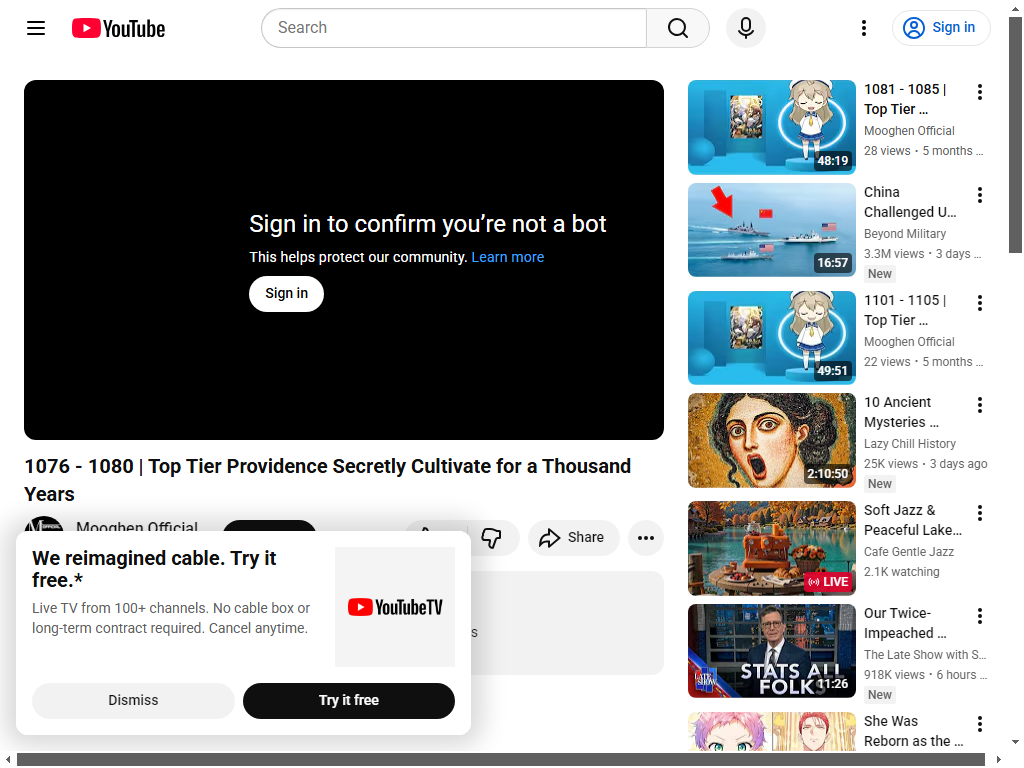 YouTube
Search
Sign in
Sign in to confirm you're not a bot
This helps protect our community. Learn more
Sign in
1076 - 1080 | Top Tier Providence Secretly Cultivate for a Thousand
Years
Mooghen Official
Share
We reimagined cable. Try it
free.*
Live TV from 100+ channels. No cable box or
long-term contract required. Cancel anytime.
YouTubeTV
Dismiss
Try it free
48:19
1081 - 1085 |
Top Tier ...
Mooghen Official
28 views • 5 months ...
16:57
China
Challenged U...
Beyond Military
3.3M views • 3 days ...
New
49:51
1101 - 1105 |
Top Tier ...
Mooghen Official
22 views • 5 months ...
2:10:50
10 Ancient
Mysteries ...
Lazy Chill History
25K views • 3 days ago
New
LIVE
Soft Jazz &
Peaceful Lake...
Cafe Gentle Jazz
2.1K watching
LATE SHOW
STATS ALL
FOLKS
11:26
Our Twice-
Impeached ...
The Late Show with S...
918K views • 6 hours ...
New
She Was
Reborn as the ...